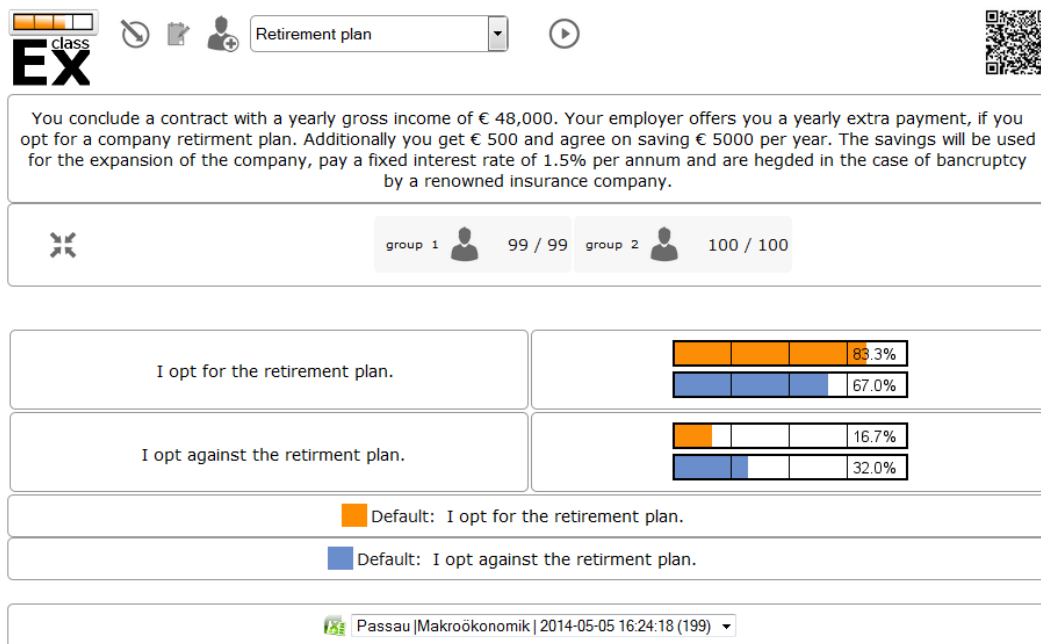 class
Ex
Retirement plan
You conclude a contract with a yearly gross income of € 48,000. Your employer offers you a yearly extra payment, if you
opt for a company retirment plan. Additionally you get € 500 and agree on saving € 5000 per year. The savings will be used
for the expansion of the company, pay a fixed interest rate of 1.5% per annum and are hegded in the case of bancruptcy
by a renowned insurance company.
group 1 99 / 99 group 2 100 / 100
I opt for the retirement plan.
83.3%
67.0%
I opt against the retirment plan.
16.7%
32.0%
Default: I opt for the retirement plan.
Default: I opt against the retirment plan.
Passau |Makroökonomik | 2014-05-05 16:24:18 (199)